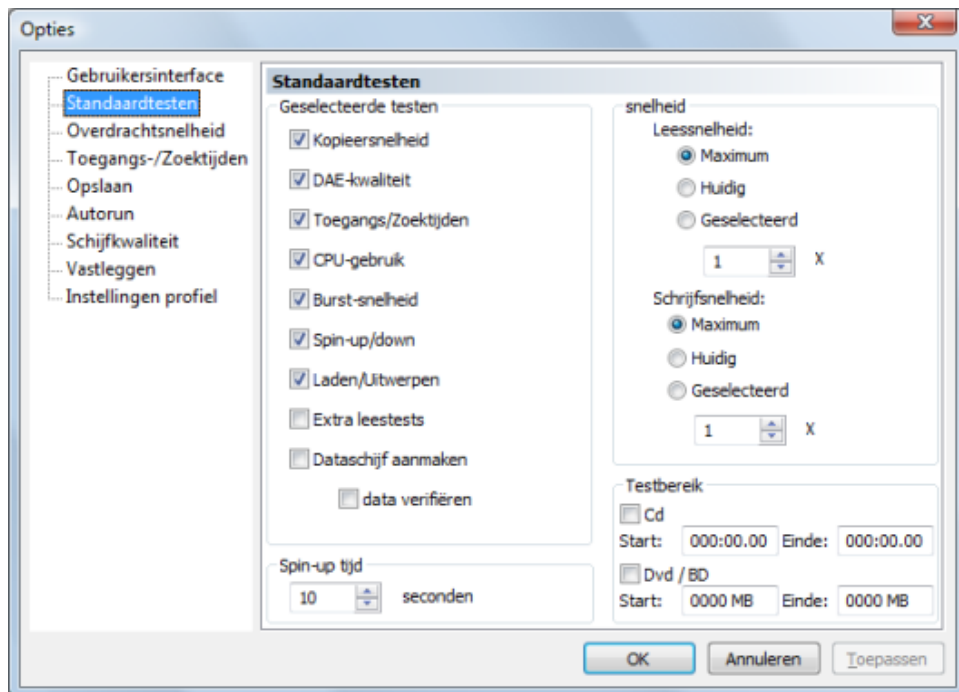 Opties
Gebruikersinterface
Standaardtesten
Overdrachtsnelheid
Toegangs-/Zoektijden
Opslaan
Autorun
Schijfkwaliteit
Vastleggen
Instellingen profiel
Standaardtesten
Geselecteerde testen
Kopieersnelheid
DAE-kwaliteit
Toegangs/Zoektijden
CPU-gebruik
Burst-snelheid
Spin-up/down
Laden/Uitwerpen
Extra leestests
Dataschijf aanmaken
data verifiëren
Spin-up tijd
10 seconden
snelheid
Leessnelheid:
Maximum
Huidig
Geselecteerd
1 X
Schrijfsnelheid:
Maximum
Huidig
Geselecteerd
1 X
Testbereik
Cd
Start: 000:00.00 Einde: 000:00.00
Dvd / BD
Start: 0000 MB Einde: 0000 MB
OK Annuleren Toepassen